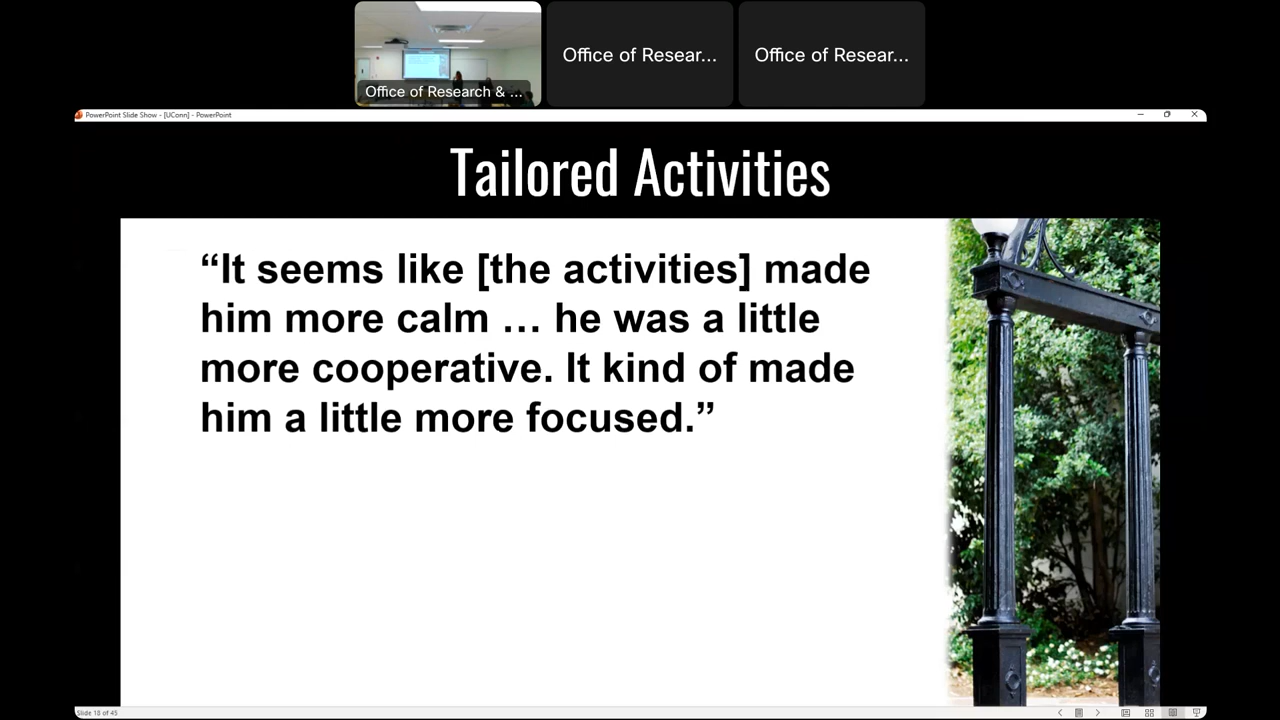 Office of Research & ...
Office of Resear...
Office of Resear...
PowerPoint Slide Show - [UConn] - PowerPoint
Tailored Activities
“It seems like [the activities] made
him more calm … he was a little
more cooperative. It kind of made
him a little more focused.”
Slide 18 of 45